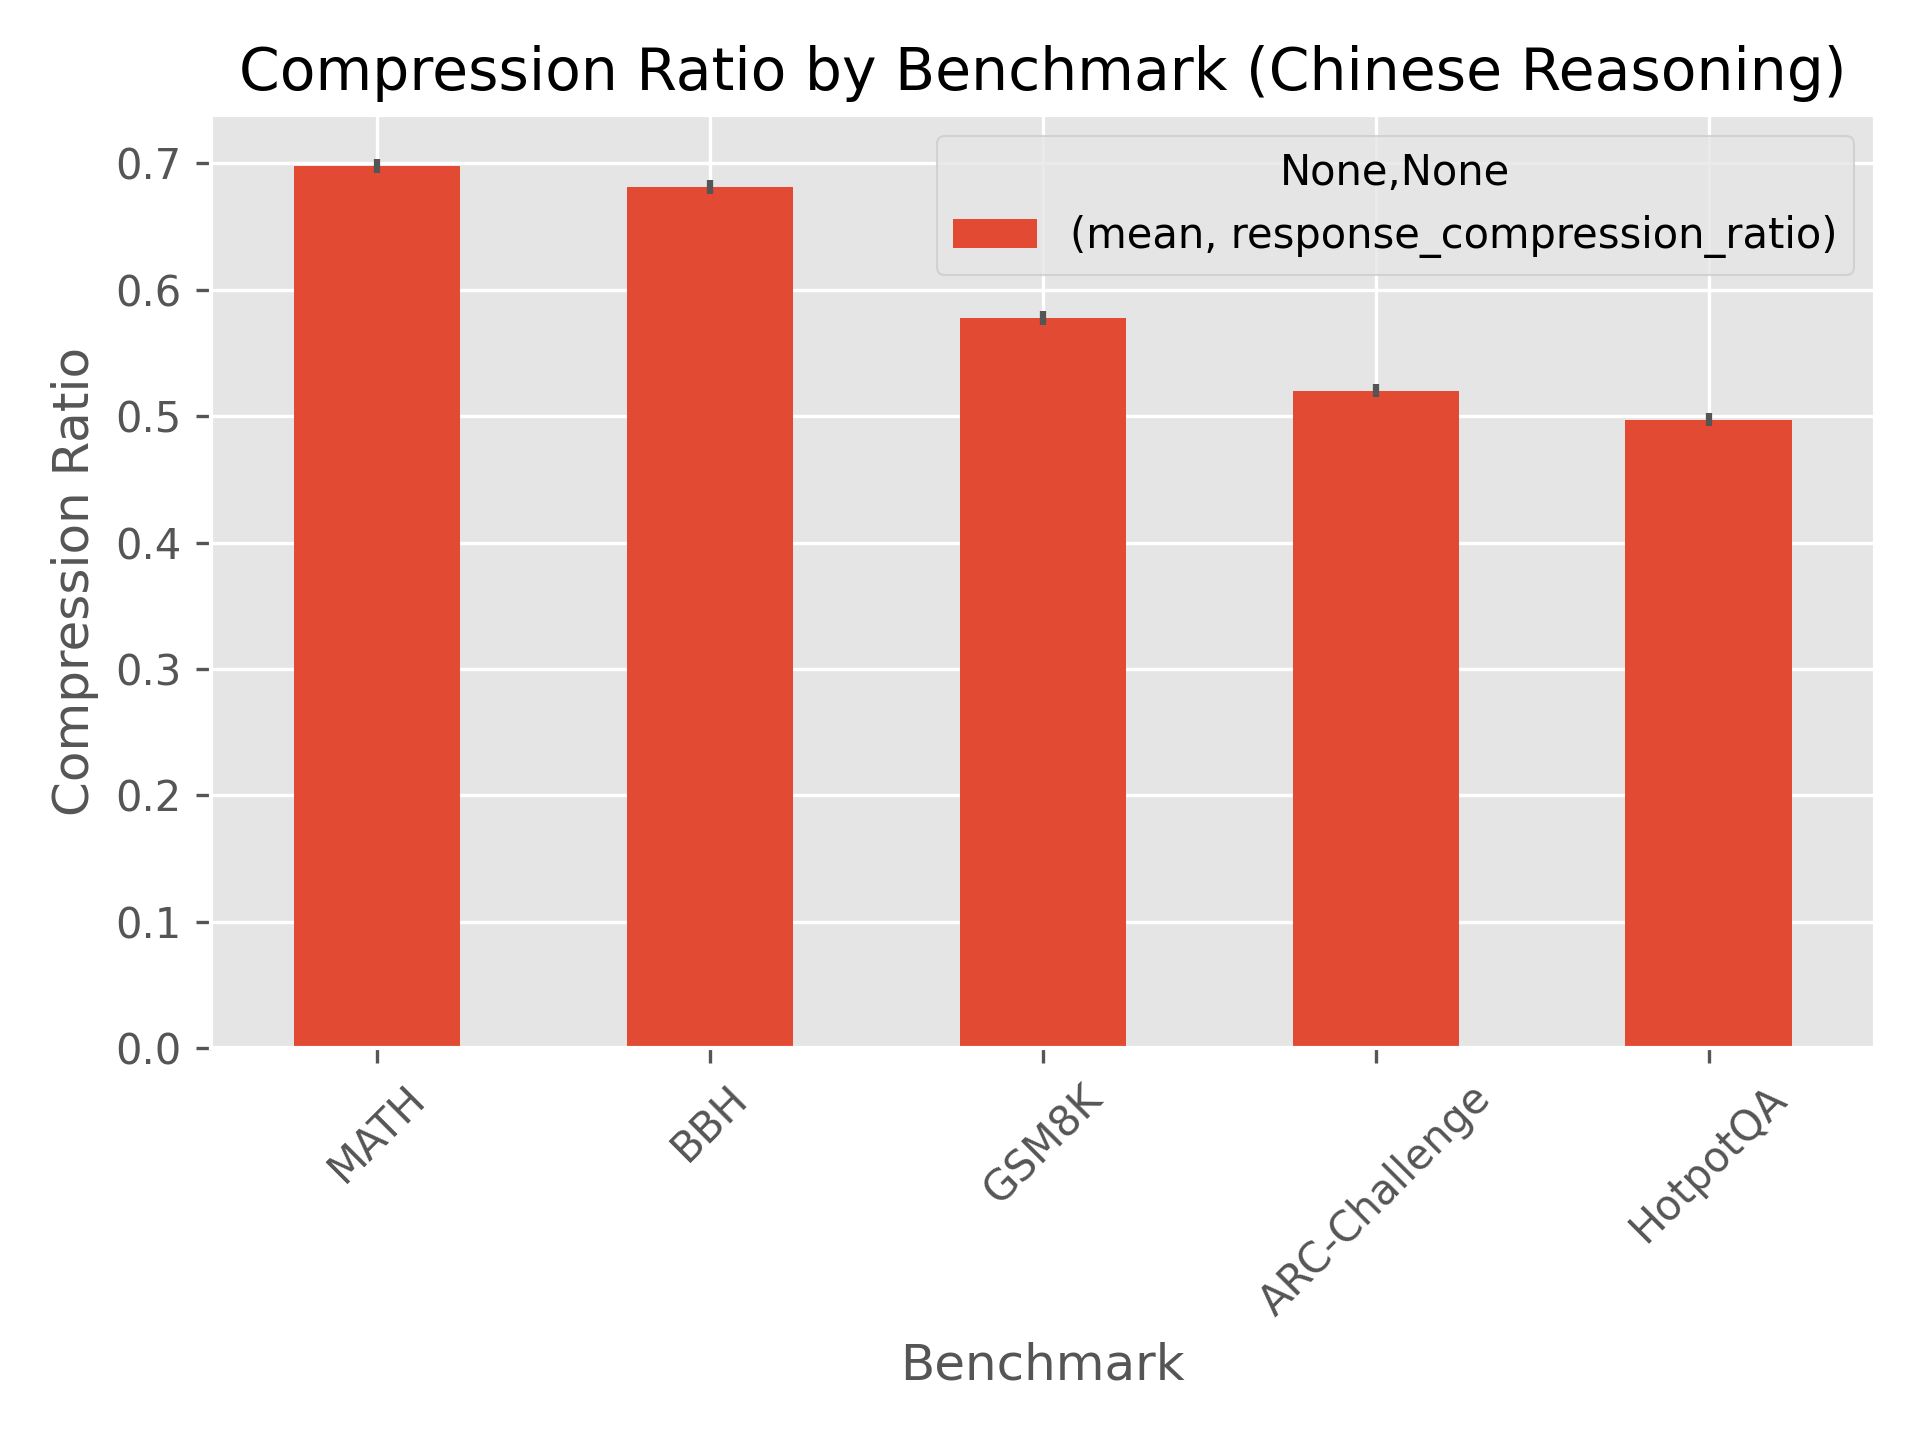 Compression Ratio by Benchmark (Chinese Reasoning)
None,None
(mean, response_compression_ratio)
Compression Ratio
0.7
0.6
0.5
0.4
0.3
0.2
0.1
0.0
MATH
BBH
GSM8K
ARC-Challenge
HotpotQA
Benchmark